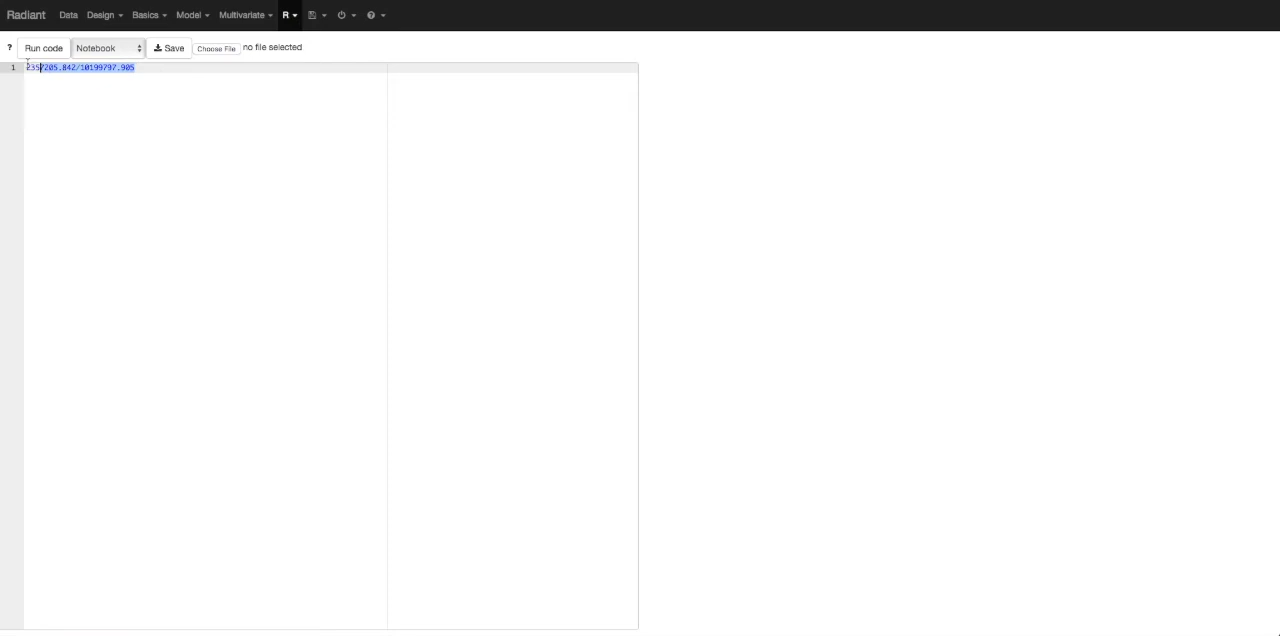 Radiant Data Design Basics Model Multivariate R
? Run code Notebook Save Choose File no file selected
1 2357205.842/10199797.905